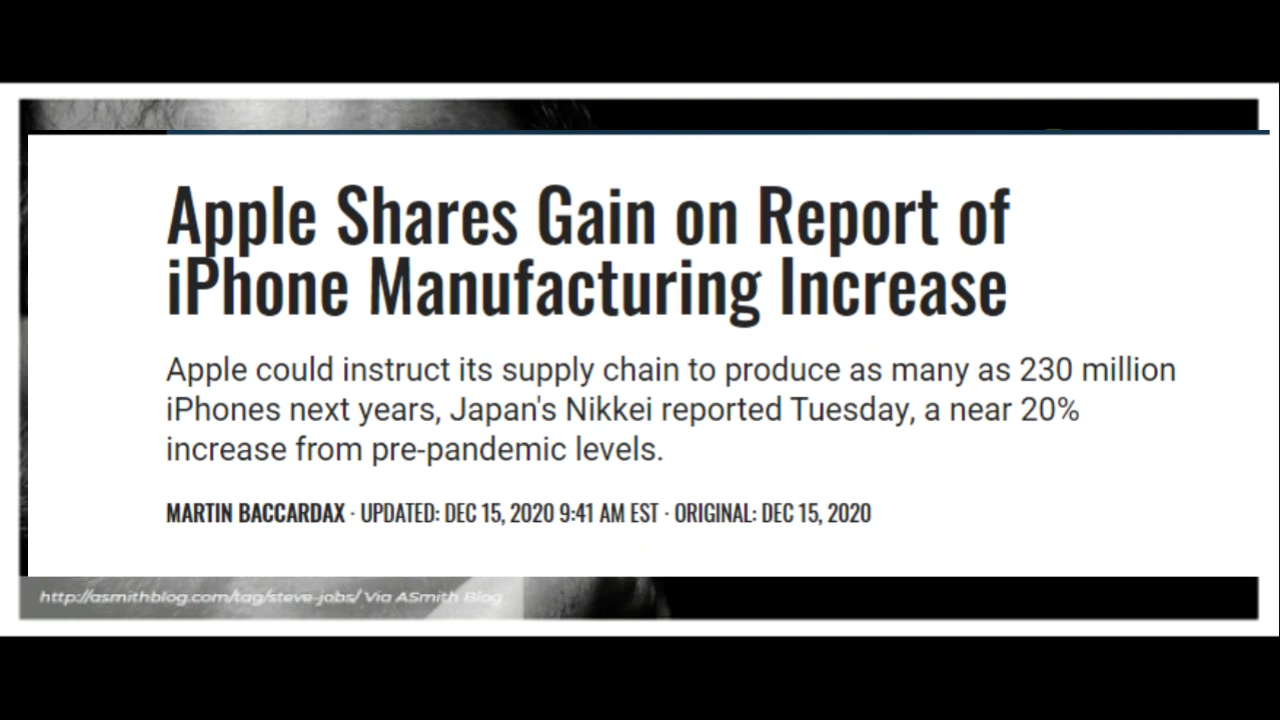 Apple Shares Gain on Report of
iPhone Manufacturing Increase
Apple could instruct its supply chain to produce as many as 230 million
iPhones next years, Japan's Nikkei reported Tuesday, a near 20%
increase from pre-pandemic levels.
MARTIN BACCARDAX · UPDATED: DEC 15, 2020 9:41 AM EST · ORIGINAL: DEC 15, 2020
http://asmithblog.com/tag/steve-jobs/ Via ASmith Blog